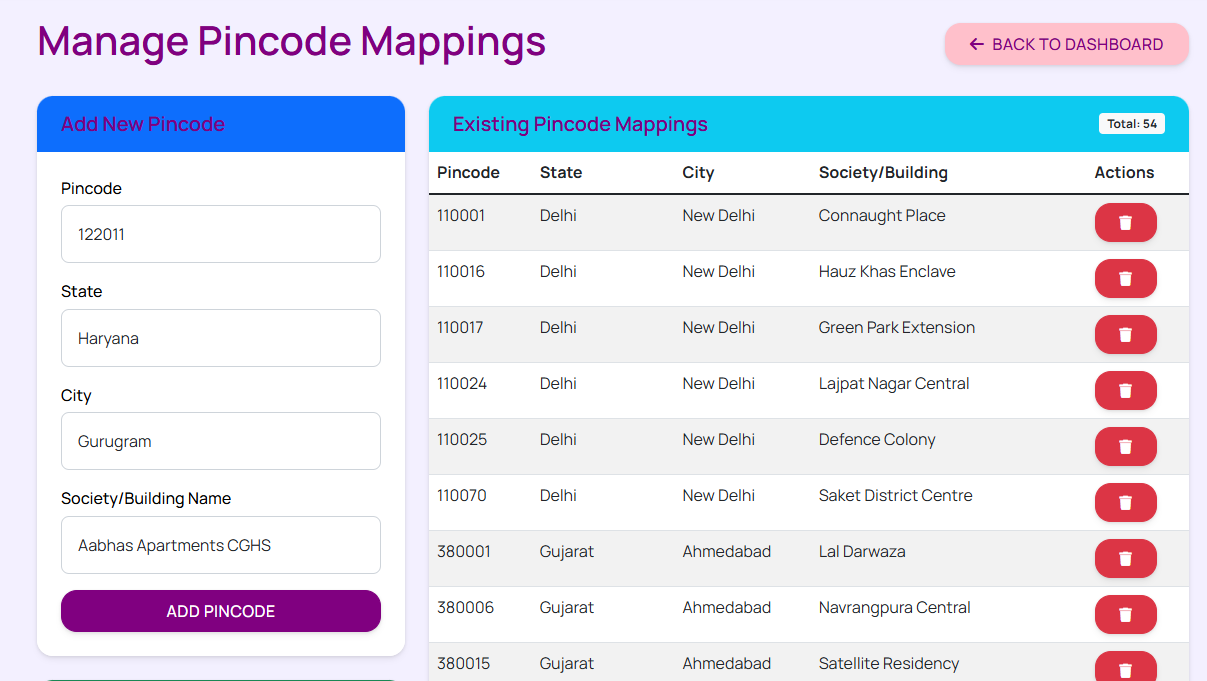 Manage Pincode Mappings
← BACK TO DASHBOARD
Add New Pincode
Pincode
122011
State
Haryana
City
Gurugram
Society/Building Name
Aabhas Apartments CGHS
ADD PINCODE
Existing Pincode Mappings Total: 54
Pincode State City Society/Building Actions
110001 Delhi New Delhi Connaught Place
110016 Delhi New Delhi Hauz Khas Enclave
110017 Delhi New Delhi Green Park Extension
110024 Delhi New Delhi Lajpat Nagar Central
110025 Delhi New Delhi Defence Colony
110070 Delhi New Delhi Saket District Centre
380001 Gujarat Ahmedabad Lal Darwaza
380006 Gujarat Ahmedabad Navrangpura Central
380015 Gujarat Ahmedabad Satellite Residency